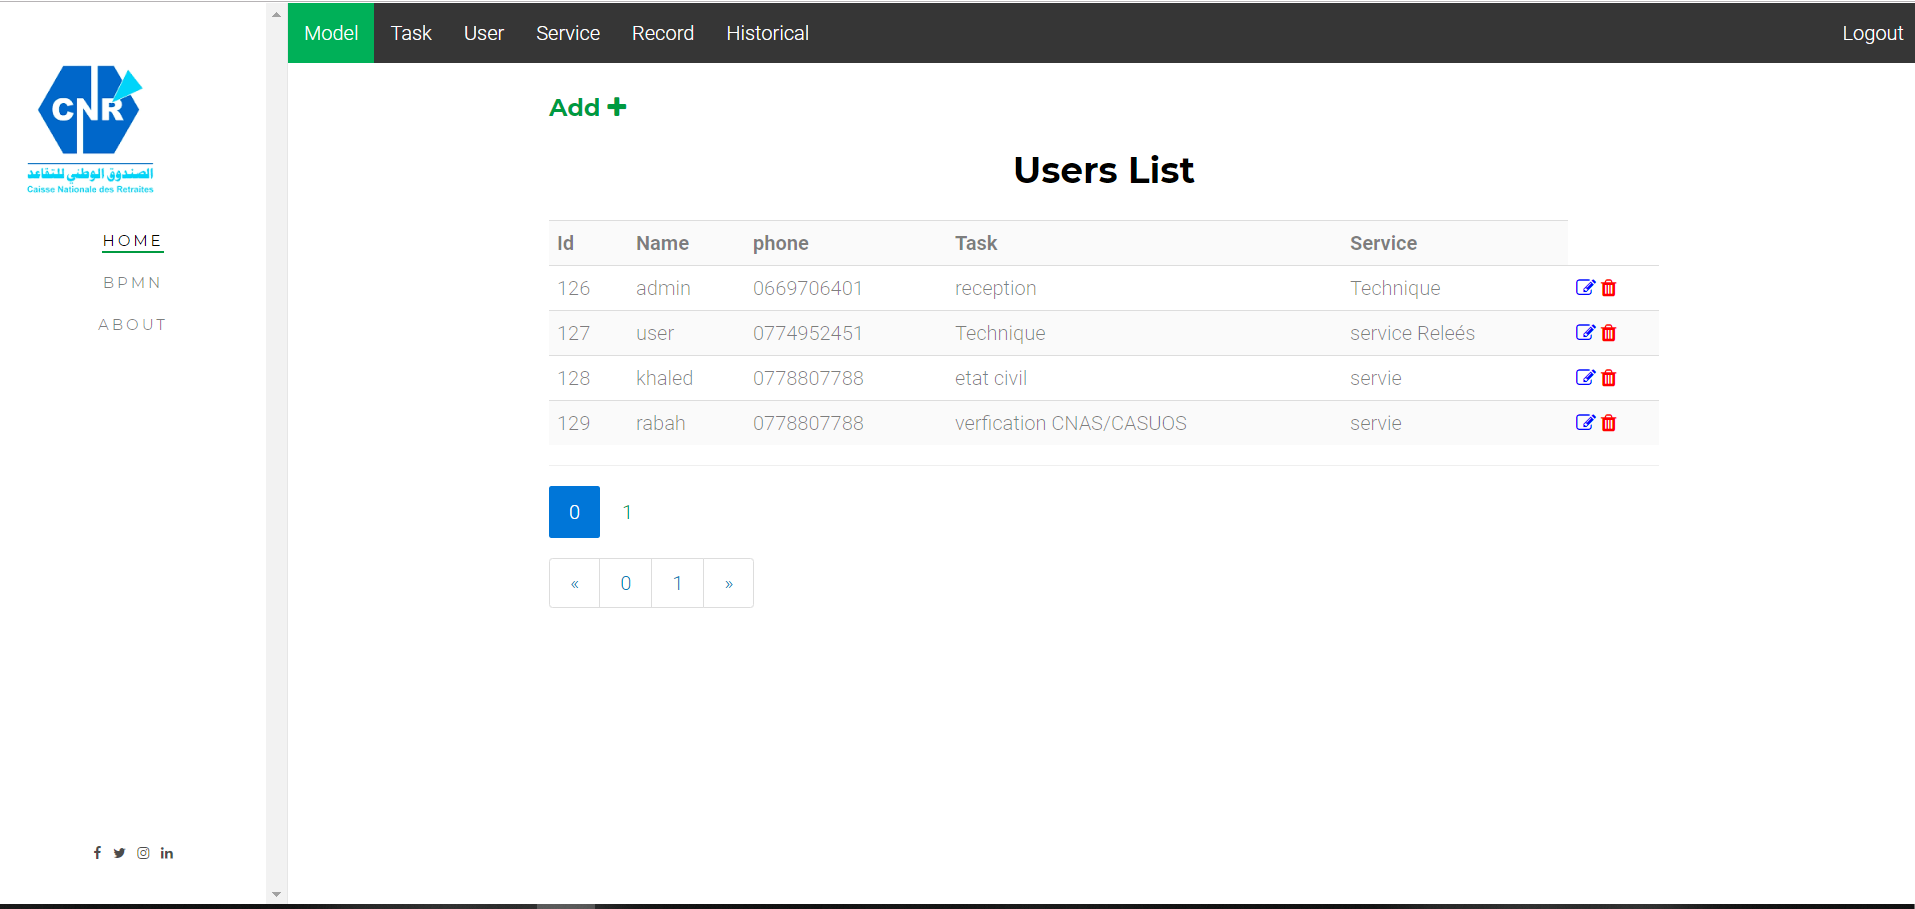 Model Task User Service Record Historical Logout
CNR
الصندوق الوطني للتقاعد
Caisse Nationale des Retraites
HOME
BPMN
ABOUT
Add
Users List
Id Name phone Task Service
126 admin 0669706401 reception Technique
127 user 0774952451 Technique service Releés
128 khaled 0778807788 etat civil servie
129 rabah 0778807788 verfication CNAS/CASUOS servie
0 1
« 0 1 »